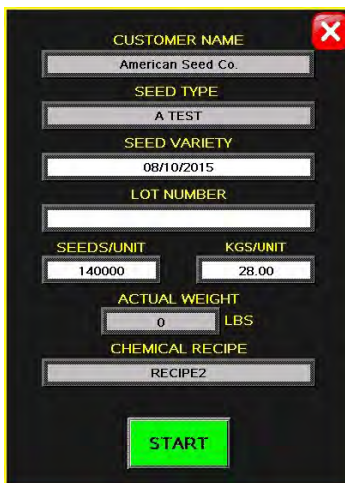 CUSTOMER NAME
American Seed Co.
SEED TYPE
A TEST
SEED VARIETY
08/10/2015
LOT NUMBER
SEEDS/UNIT KGS/UNIT
140000 28.00
ACTUAL WEIGHT
0 LBS
CHEMICAL RECIPE
RECIPE2
START